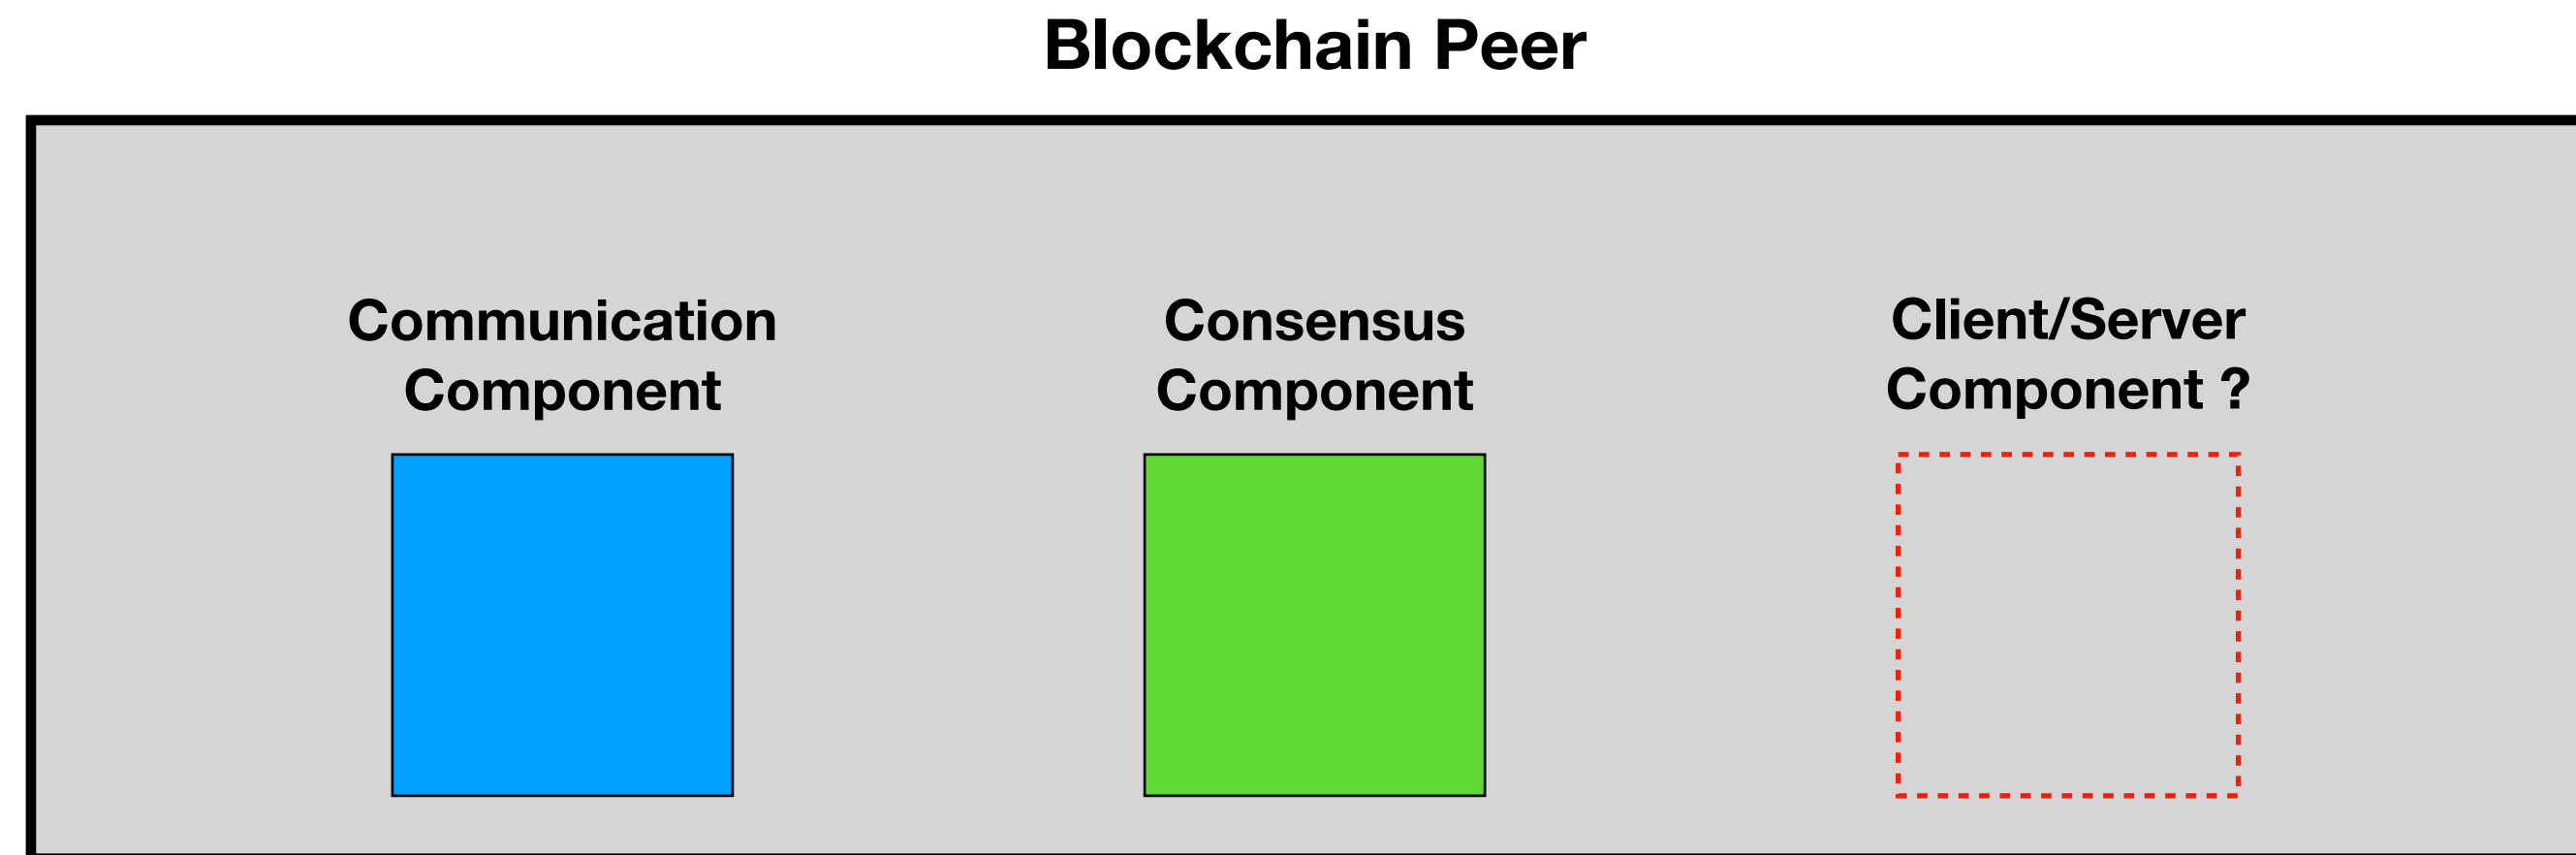 Blockchain Peer
Communication
Component
Consensus
Component
Client/Server
Component ?